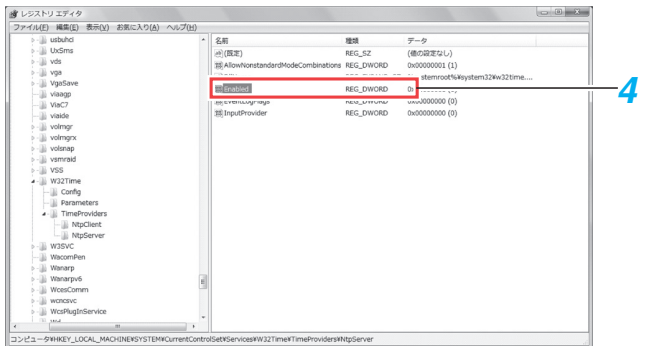 レジストリ エディタ
ファイル(F) 編集(E) 表示(V) お気に入り(A) ヘルプ(H)
usbuhci
UxSms
vds
vga
VgaSave
viaagp
ViaC7
viaide
volmgr
volmgrx
volsnap
vsmraid
VSS
W32Time
Config
Parameters
TimeProviders
NtpClient
NtpServer
W3SVC
WacomPen
Wanarp
Wanarpv6
WcesComm
wcncsvc
WcsPlugInService
Wd
名前 種類 データ
(既定) REG_SZ (値の設定なし)
AllowNonstandardModeCombinations REG_DWORD 0x00000001 (1)
stemroot%¥system32¥w32time....
Enabled REG_DWORD
EventLogFlags REG_DWORD 0x00000000 (0)
InputProvider REG_DWORD 0x00000000 (0)
4
コンピュータ¥HKEY_LOCAL_MACHINE¥SYSTEM¥CurrentControlSet¥Services¥W32Time¥TimeProviders¥NtpServer